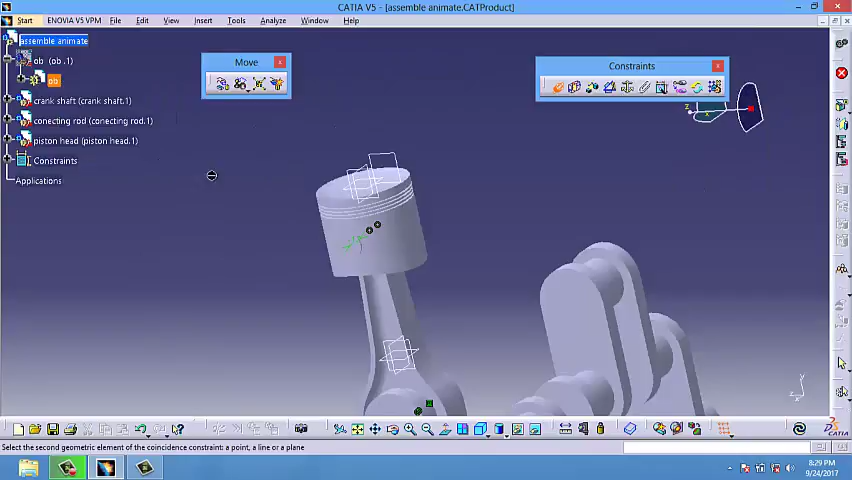 CATIA V5 - [assemble animate.CATProduct]
Start ENOVIA V5 VPM File Edit View Insert Tools Analyze Window Help
assemble animate
ob (ob .1)
ob
crank shaft (crank shaft.1)
conecting rod (conecting rod.1)
piston head (piston head.1)
Constraints
Applications
Move
Constraints
z
x
y
z
Select the second geometric element of the coincidence constraint: a point, a line or a plane
CATIA
8:29 PM
9/24/2017